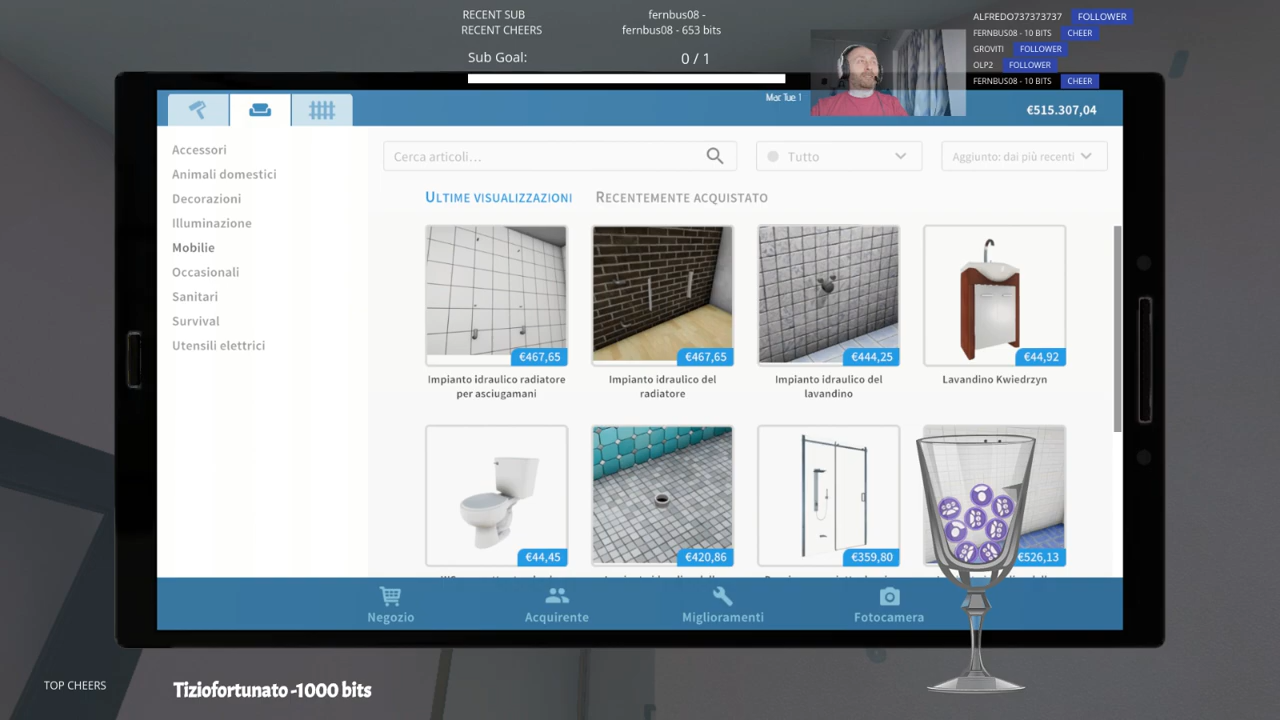 RECENT SUB
fernbus08 -
RECENT CHEERS
fernbus08 - 653 bits
Sub Goal:
0 / 1
ALFREDO737373737 FOLLOWER
FERNBUS08 - 10 BITS CHEER
GROVITI FOLLOWER
OLP2 FOLLOWER
FERNBUS08 - 10 BITS CHEER
Mar, Tue, 1
€515.307,04
Accessori
Animali domestici
Decorazioni
Illuminazione
Mobilie
Occasionali
Sanitari
Survival
Utensili elettrici
Cerca articoli...
Tutto
Aggiunto: dai più recenti
ULTIME VISUALIZZAZIONI
RECENTEMENTE ACQUISTATO
€467,65
€467,65
€444,25
€44,92
Impianto idraulico radiatore
per asciugamani
Impianto idraulico del
radiatore
Impianto idraulico del
lavandino
Lavandino Kwiedrzyn
€44,45
€420,86
€359,80
€526,13
Negozio
Acquirente
Miglioramenti
Fotocamera
TOP CHEERS
Tiziofortunato -1000 bits